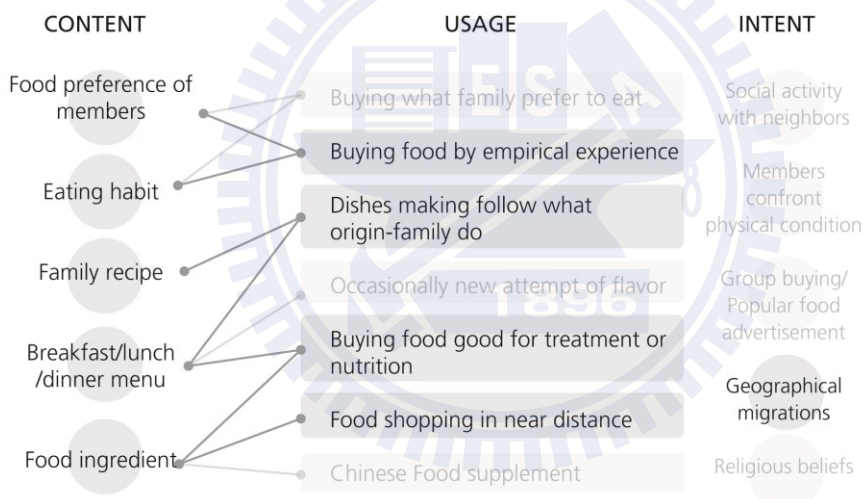 CONTENT
Food preference of
members
Eating habit
Family recipe
Breakfast/lunch
/dinner menu
Food ingredient
USAGE
Buying what family prefer to eat
Buying food by empirical experience
Dishes making follow what
origin-family do
Occasionally new attempt of flavor
Buying food good for treatment or
nutrition
Food shopping in near distance
Chinese Food supplement
INTENT
Social activity
with neighbors
Members
confront
physical condition
Group buying/
Popular food
advertisement
Geographical
migrations
Religious beliefs
ES
A
8
1896